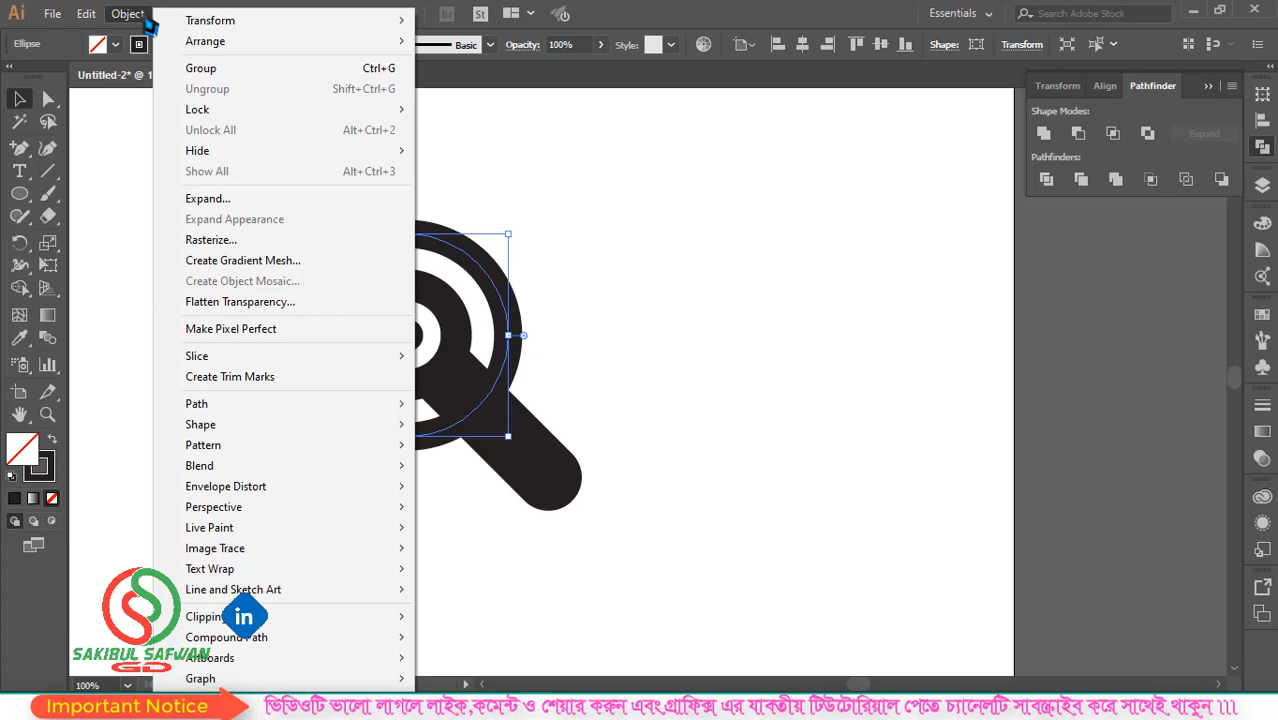 Ai File Edit Object Br St Essentials Search Adobe Stock
Ellipse Basic Opacity: 100% Style: Shape: Transform
Untitled-2* @ 1
Transform
Arrange
Group Ctrl+G
Ungroup Shift+Ctrl+G
Lock
Unlock All Alt+Ctrl+2
Hide
Show All Alt+Ctrl+3
Expand...
Expand Appearance
Rasterize...
Create Gradient Mesh...
Create Object Mosaic...
Flatten Transparency...
Make Pixel Perfect
Slice
Create Trim Marks
Path
Shape
Pattern
Blend
Envelope Distort
Perspective
Live Paint
Image Trace
Text Wrap
Line and Sketch Art
Clipping
Compound Path
Artboards
Graph
Transform Align Pathfinder
Shape Modes:
Expand
Pathfinders:
in
SAKIBUL SAFWAN
GD
100%
Important Notice ভিডিওটি ভালো লাগলে লাইক,কমেন্ট ও শেয়ার করুন এবং গ্রাফিক্স এর যাবতীয় টিউটোরিয়াল পেতে চ্যানেলটি সাবস্ক্রাইব করে সাথেই থাকুন ।।।